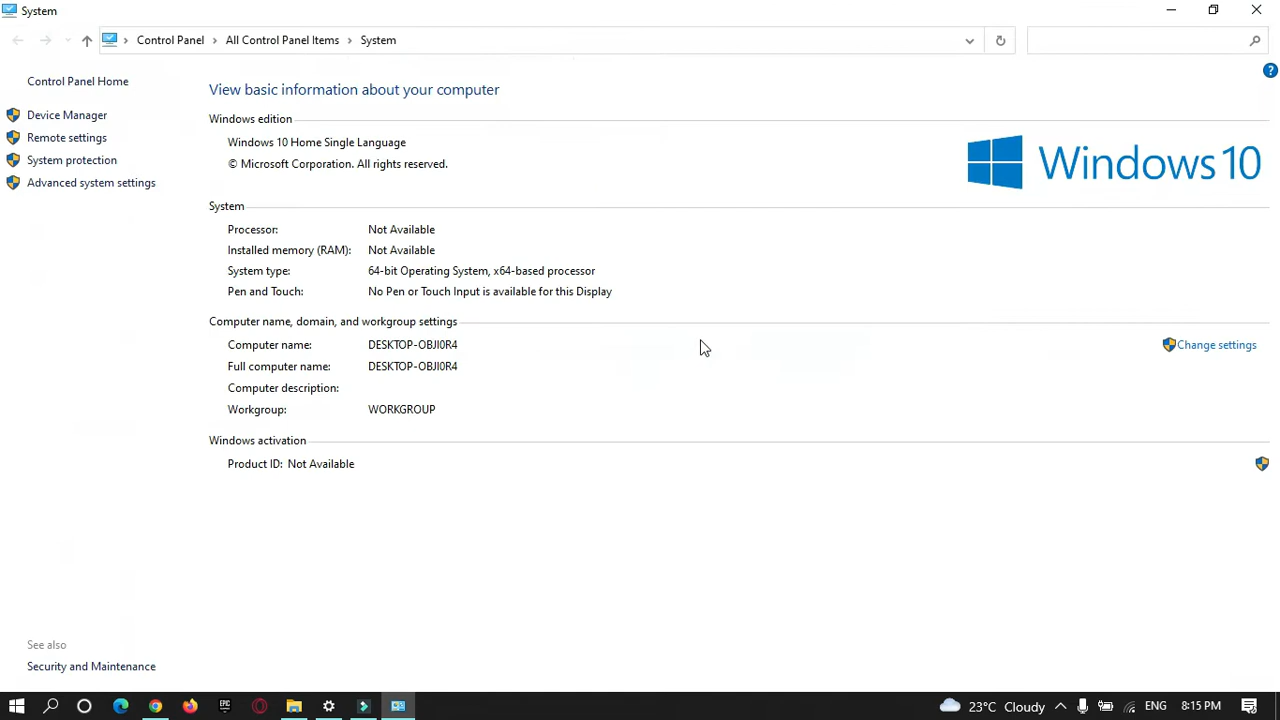 System
Control Panel > All Control Panel Items > System
Control Panel Home
Device Manager
Remote settings
System protection
Advanced system settings
View basic information about your computer
Windows edition
Windows 10 Home Single Language
© Microsoft Corporation. All rights reserved.
Windows 10
System
Processor: Not Available
Installed memory (RAM): Not Available
System type: 64-bit Operating System, x64-based processor
Pen and Touch: No Pen or Touch Input is available for this Display
Computer name, domain, and workgroup settings
Computer name: DESKTOP-OBJI0R4 Change settings
Full computer name: DESKTOP-OBJI0R4
Computer description:
Workgroup: WORKGROUP
Windows activation
Product ID: Not Available
See also
Security and Maintenance
EPIC
23°C Cloudy ENG 8:15 PM